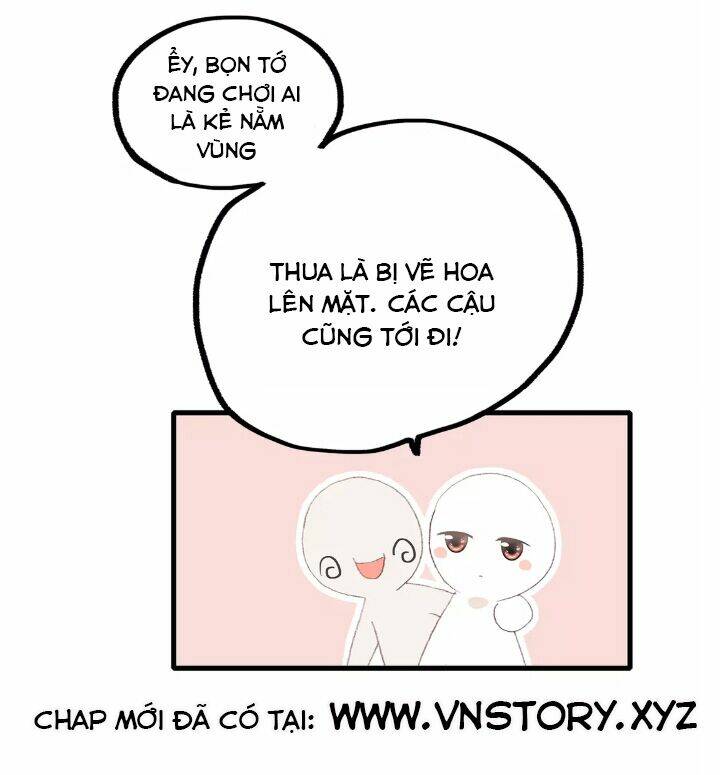 ỂY, BỌN TỚ
ĐANG CHƠI AI
LÀ KẺ NẰM
VÙNG
THUA LÀ BỊ VẼ HOA
LÊN MẶT. CÁC CẬU
CŨNG TỚI ĐI!
CHAP MỚI ĐÃ CÓ TẠI: WWW.VNSTORY.XYZ